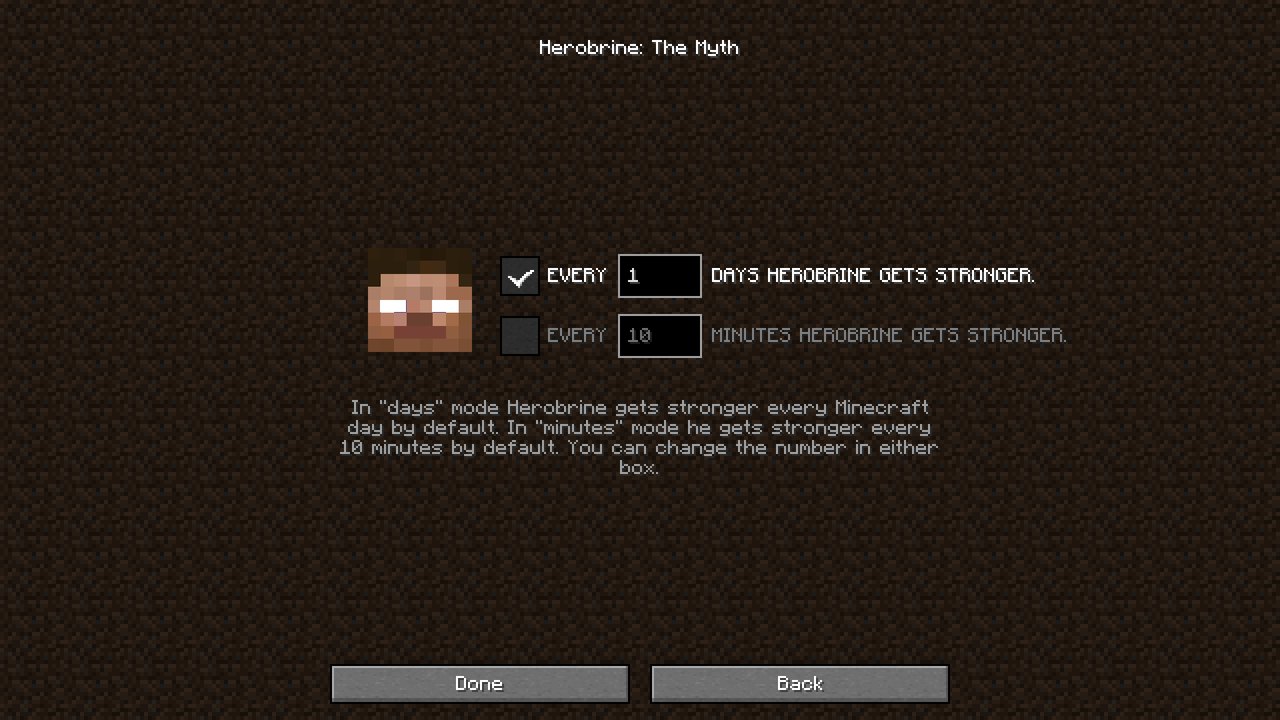 Herobrine: The Myth
EVERY 1 DAYS HEROBRINE GETS STRONGER.
EVERY 10 MINUTES HEROBRINE GETS STRONGER.
In "days" mode Herobrine gets stronger every Minecraft
day by default. In "minutes" mode he gets stronger every
10 minutes by default. You can change the number in either
box.
Done
Back